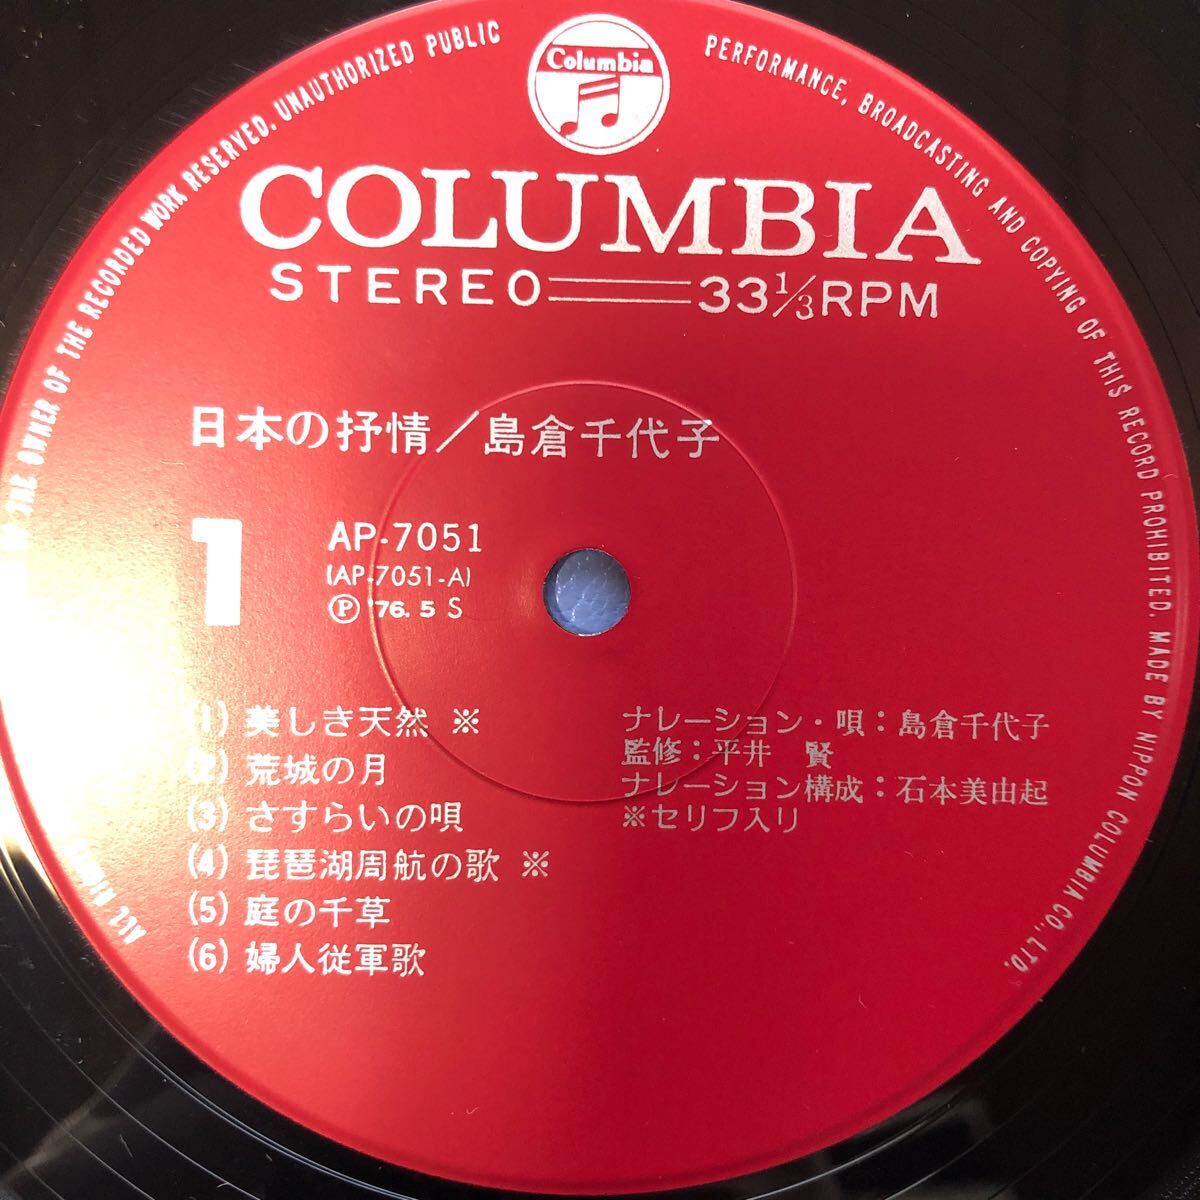 Columbia
COLUMBIA
STEREO 33 1/3 RPM
日本の抒情/島倉千代子
1
AP-7051
(AP-7051-A)
Ⓟ '76. 5 S
(1) 美しき天然 ※
(2) 荒城の月
(3) さすらいの唄
(4) 琵琶湖周航の歌 ※
(5) 庭の千草
(6) 婦人従軍歌
ナレーション・唄：島倉千代子
監修：平井 賢
ナレーション構成：石本美由起
※セリフ入り
THE OWNER OF THE RECORDED WORK RESERVED. UNAUTHORIZED PUBLIC PERFORMANCE, BROADCASTING AND COPYING OF THIS RECORD PROHIBITED. MADE BY NIPPON COLUMBIA CO., LTD.
ALL